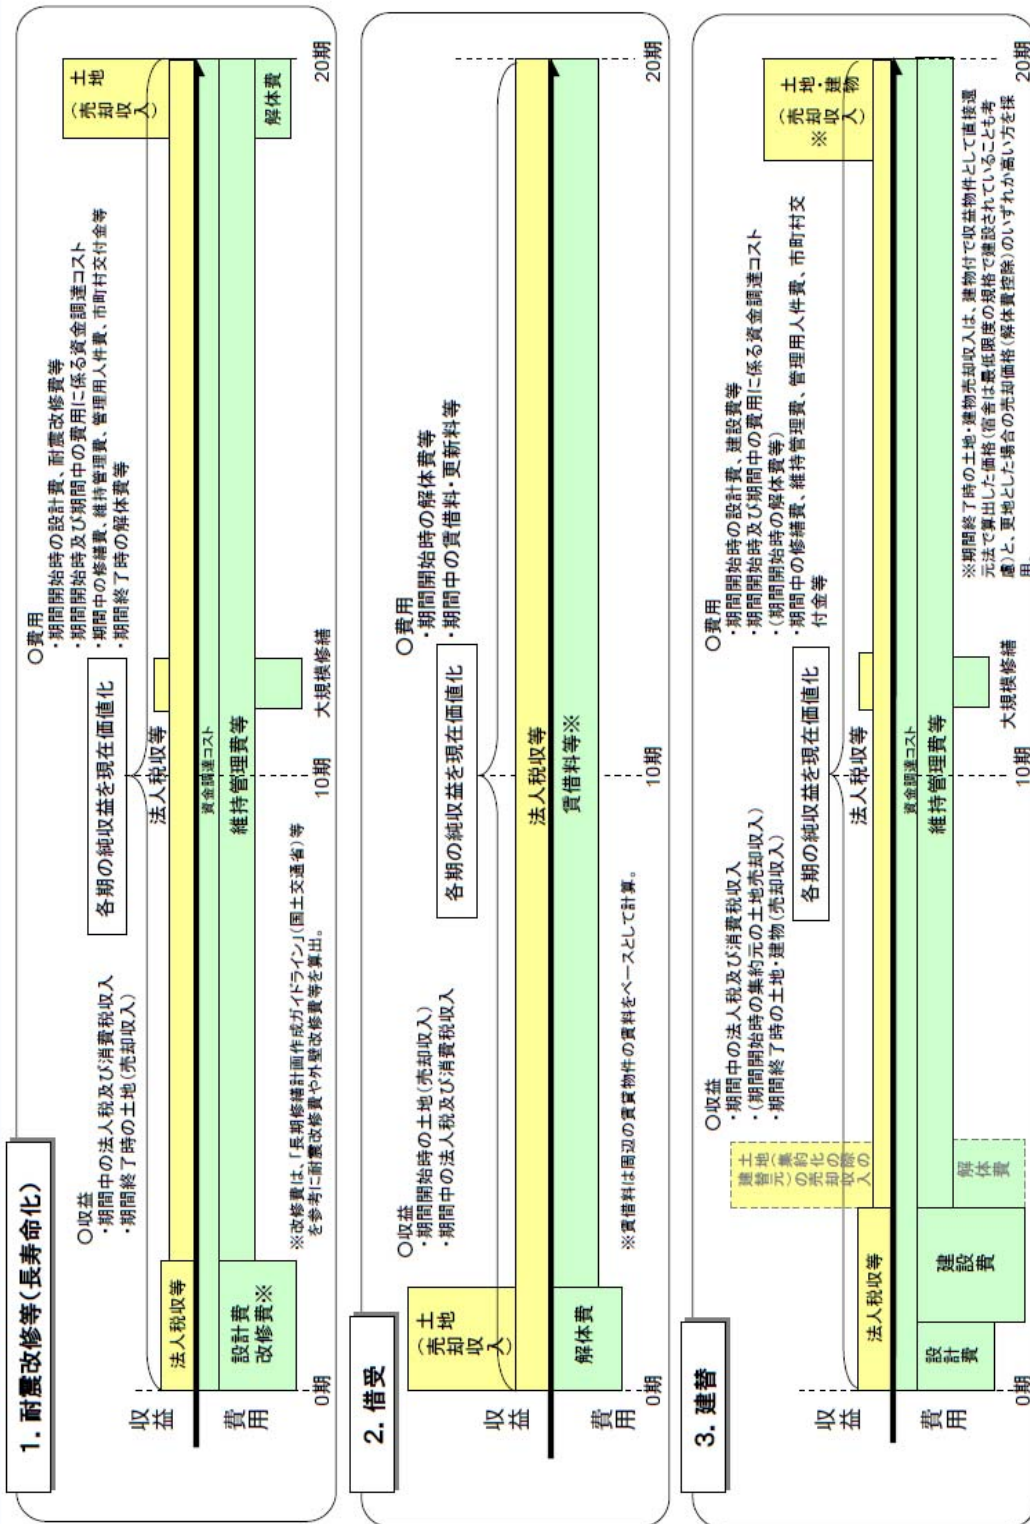 1. 耐震改修等(長寿命化)
○収益
・期間中の法人税及び消費税収入
・期間終了時の土地(売却収入)
○費用
・期間開始時の設計費、耐震改修費等
・期間開始時及び期間中の費用に係る資金調達コスト
・期間中の修繕費、維持管理費、管理用人件費、市町村交付金等
・期間終了時の解体費等
各期の純収益を現在価値化
収益
費用
法人税収等
法人税収等
土地
(売却収入)
資金調達コスト
維持管理費等
設計費
改修費※
大規模修繕
解体費
0期
10期
20期
※改修費は、「長期修繕計画作成ガイドライン」(国土交通省)等
を参考に耐震改修費や外壁改修費等を算出。
2. 借受
○収益
・期間開始時の土地(売却収入)
・期間中の法人税及び消費税収入
○費用
・期間開始時の解体費等
・期間中の賃借料・更新料等
各期の純収益を現在価値化
収益
費用
土地
(売却収入)
法人税収等
賃借料等※
解体費
0期
10期
20期
※賃借料は周辺の賃貸物件の賃料をベースとして計算。
3. 建替
○収益
・期間中の法人税及び消費税収入
・(期間開始時の集約元の土地売却収入)
・期間終了時の土地・建物(売却収入)
○費用
・期間開始時の設計費、建設費等
・期間開始時及び期間中の費用に係る資金調達コスト
・(期間開始時の解体費等)
・期間中の修繕費、維持管理費、管理用人件費、市町村交
付金等
各期の純収益を現在価値化
収益
費用
法人税収等
土地(集約化の際の
建替元)の売却収入
法人税収等
土地・建物
(売却収入)
※
資金調達コスト
維持管理費等
設計費
建設費
解体費
大規模修繕
0期
10期
20期
※期間終了時の土地・建物売却収入は、建物付で収益物件として直接還
元法で算出した価格(宿舎は最低限度の規格で建設されていることも考
慮)と、更地とした場合の売却価格(解体費控除)のいずれか高い方を採
用。